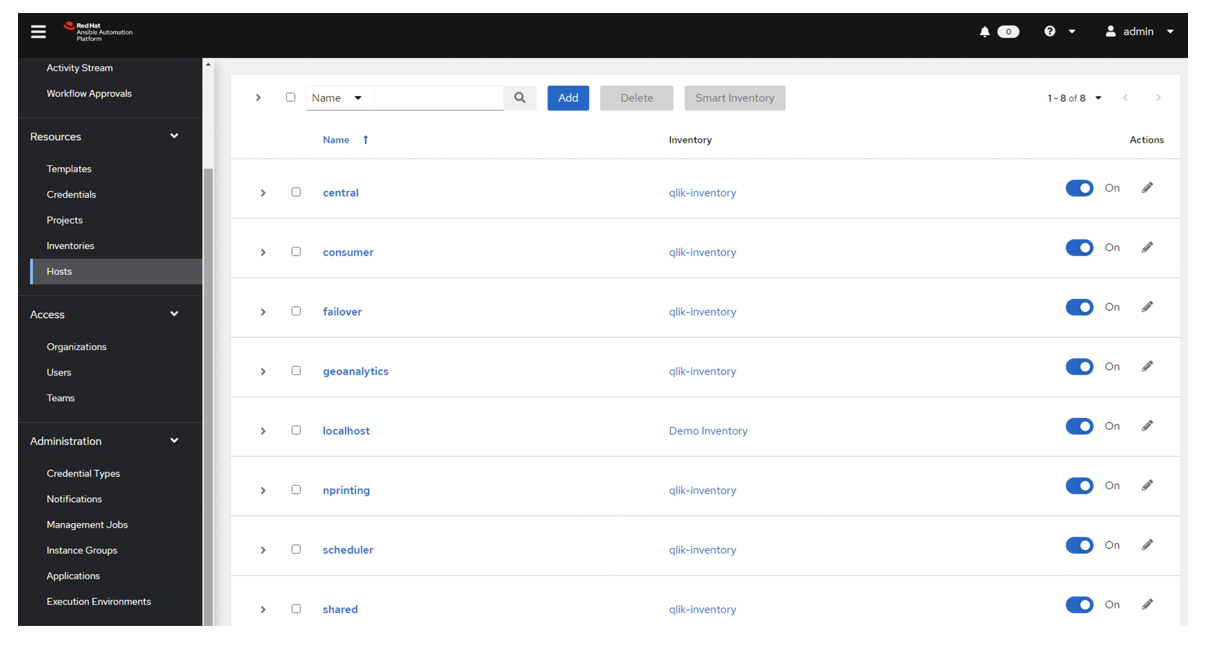 Red Hat
Ansible Automation
Platform
0
admin
Activity Stream
Workflow Approvals
Resources
Templates
Credentials
Projects
Inventories
Hosts
Access
Organizations
Users
Teams
Administration
Credential Types
Notifications
Management Jobs
Instance Groups
Applications
Execution Environments
Name Add Delete Smart Inventory 1 - 8 of 8
Name Inventory Actions
central qlik-inventory On
consumer qlik-inventory On
failover qlik-inventory On
geoanalytics qlik-inventory On
localhost Demo Inventory On
nprinting qlik-inventory On
scheduler qlik-inventory On
shared qlik-inventory On